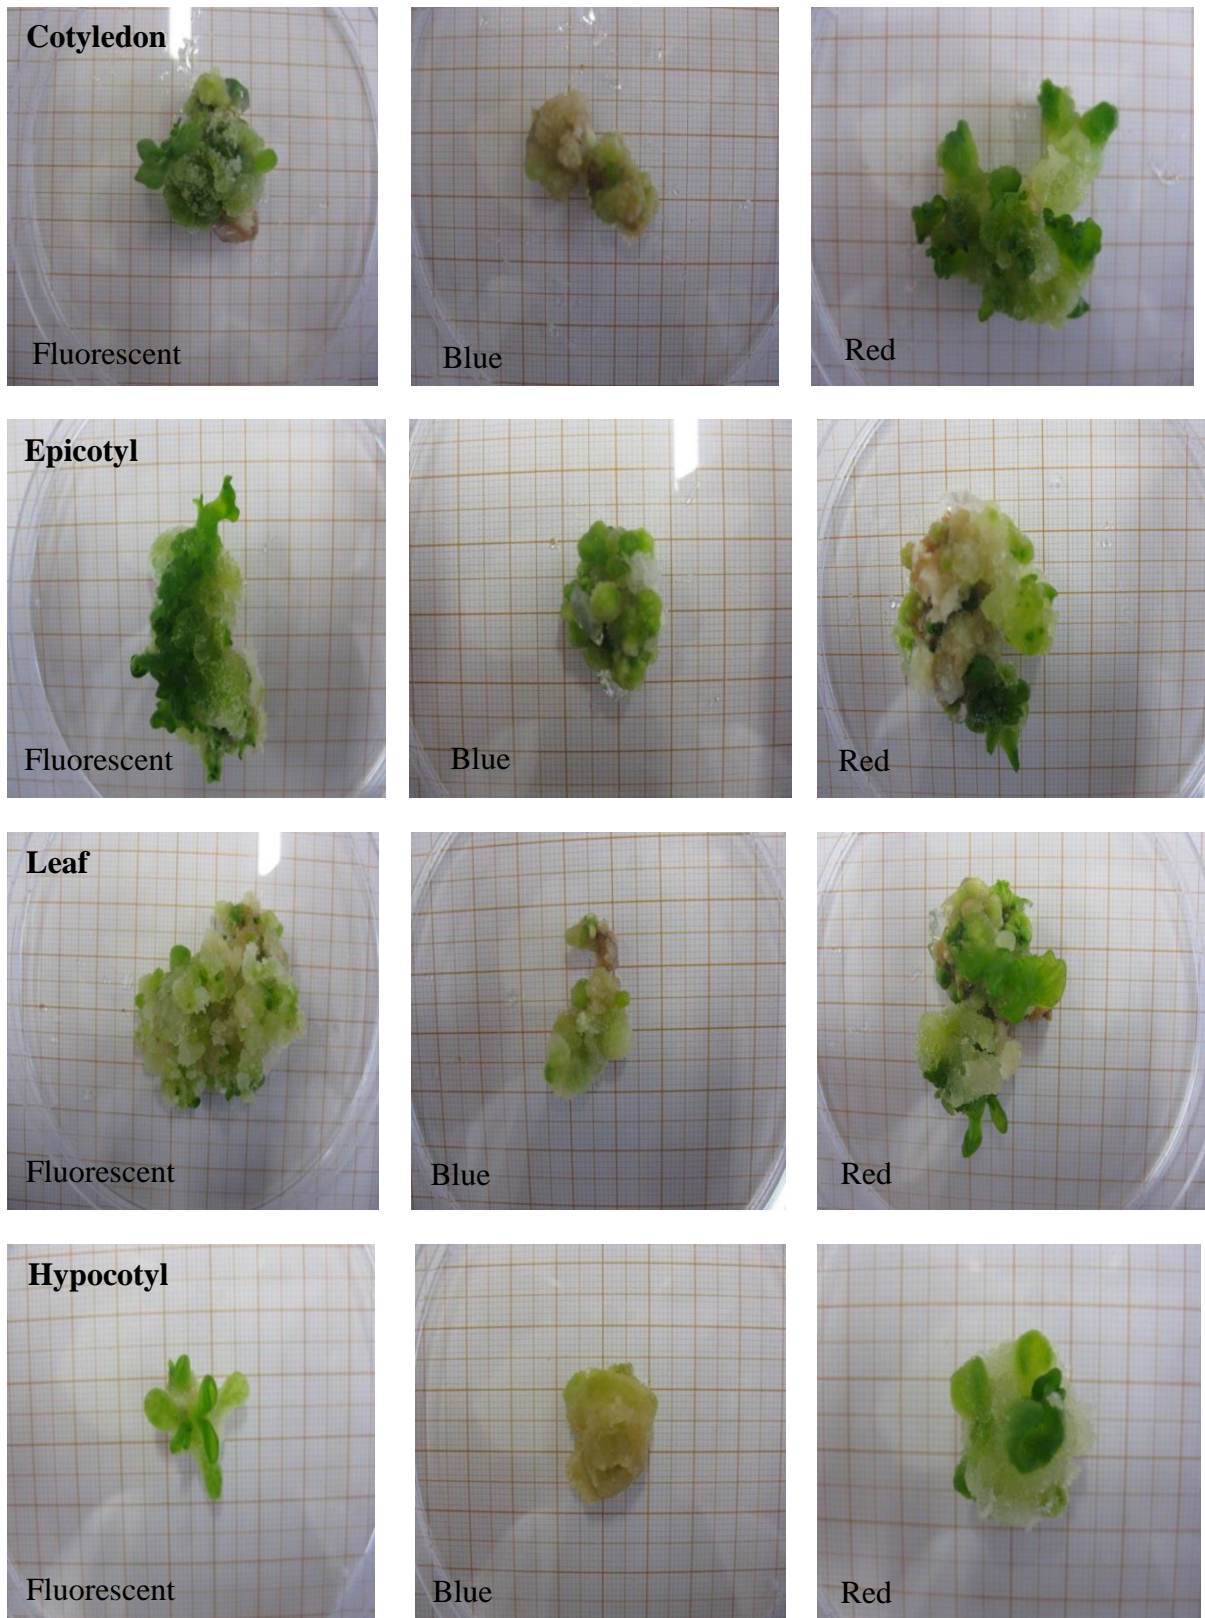 Cotyledon
Fluorescent
Blue
Red
Epicotyl
Fluorescent
Blue
Red
Leaf
Fluorescent
Blue
Red
Hypocotyl
Fluorescent
Blue
Red